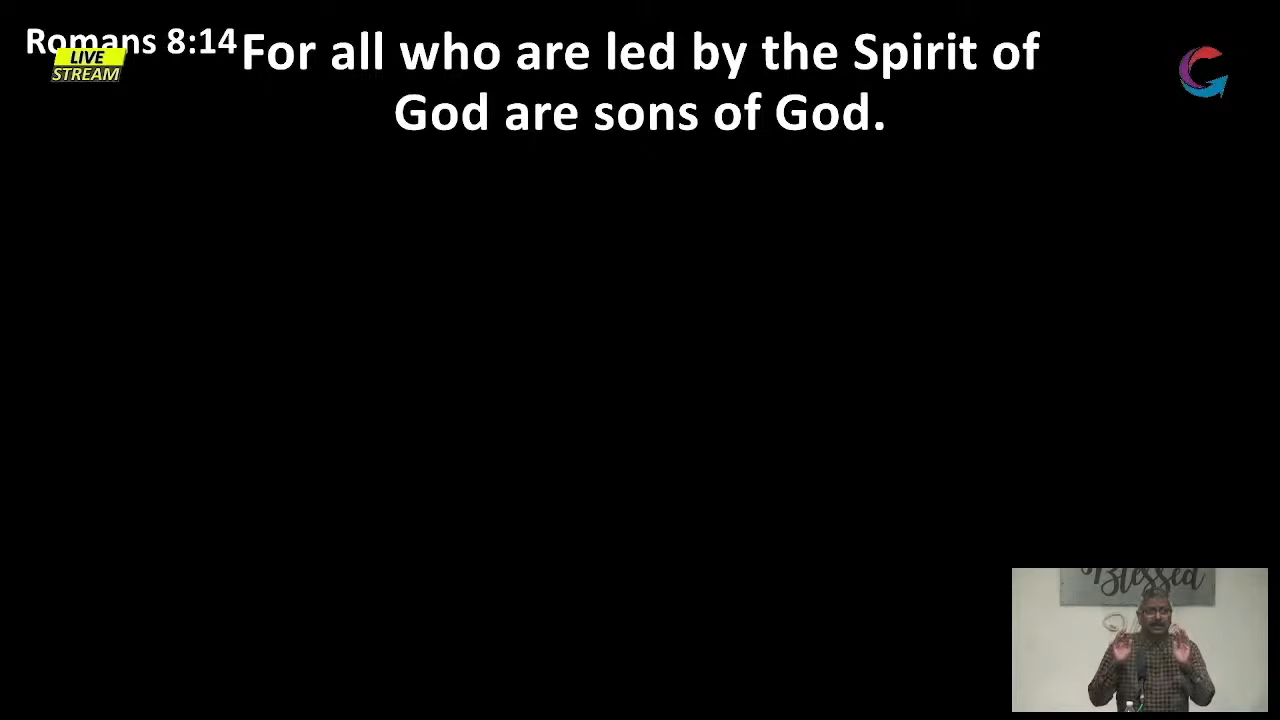 Romans 8:14
LIVE
STREAM
For all who are led by the Spirit of
God are sons of God.
Blessed